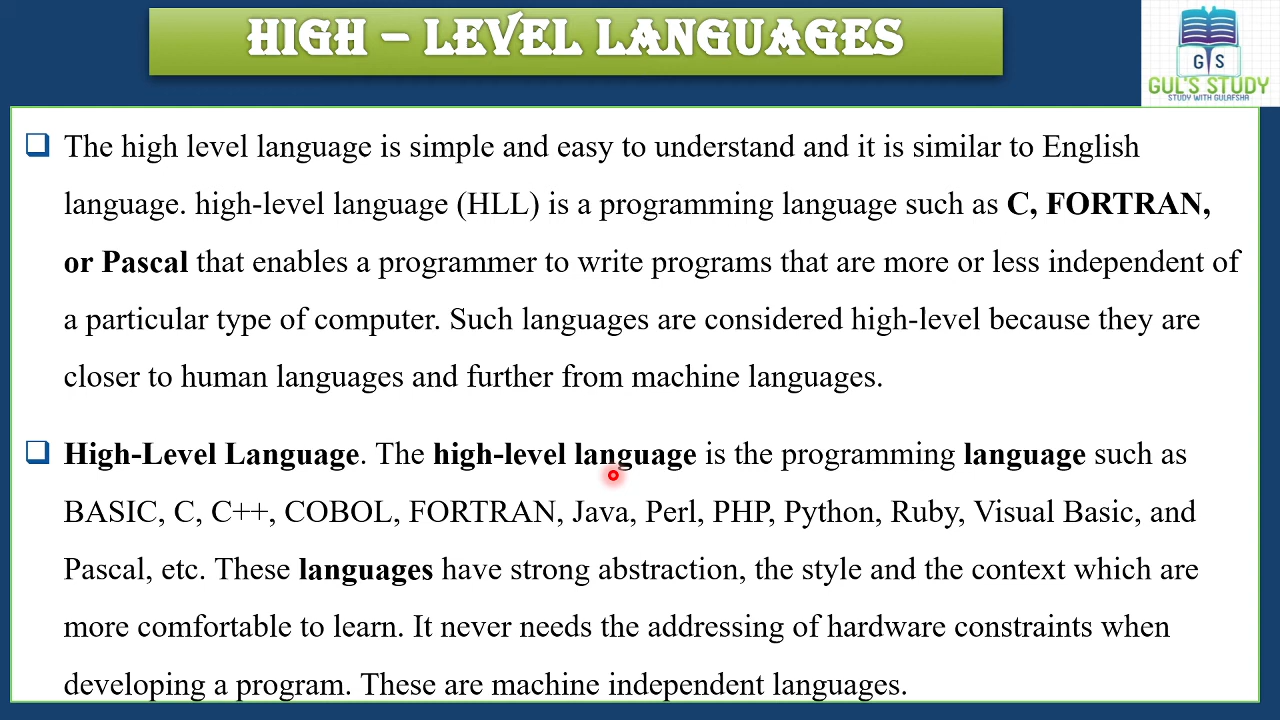 HIGH – LEVEL LANGUAGES
G S
GUL'S STUDY
STUDY WITH GULAFSHA
The high level language is simple and easy to understand and it is similar to English
language. high-level language (HLL) is a programming language such as C, FORTRAN,
or Pascal that enables a programmer to write programs that are more or less independent of
a particular type of computer. Such languages are considered high-level because they are
closer to human languages and further from machine languages.
High-Level Language. The high-level language is the programming language such as
BASIC, C, C++, COBOL, FORTRAN, Java, Perl, PHP, Python, Ruby, Visual Basic, and
Pascal, etc. These languages have strong abstraction, the style and the context which are
more comfortable to learn. It never needs the addressing of hardware constraints when
developing a program. These are machine independent languages.